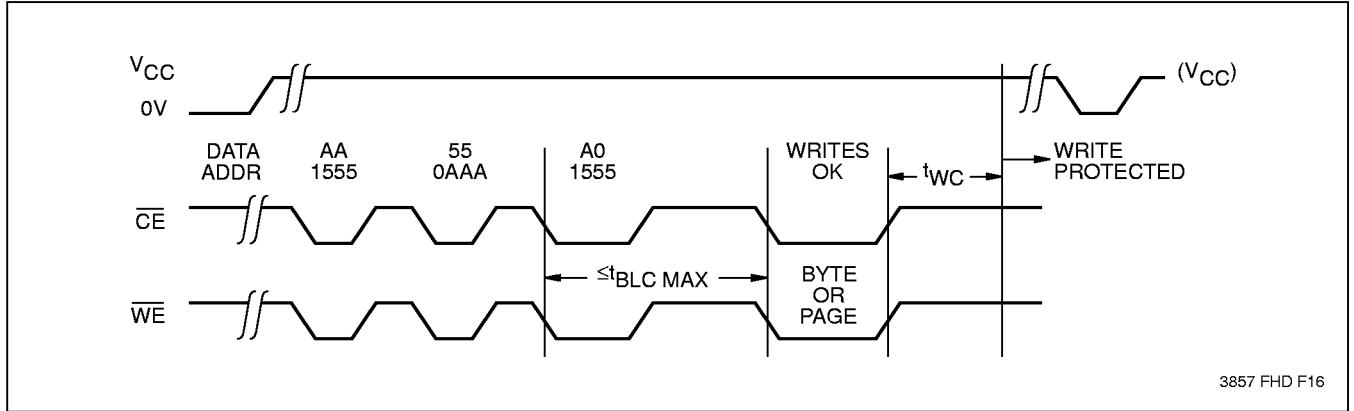 VCC (VCC)
0V
DATA AA 55 A0 WRITES WRITE
ADDR 1555 0AAA 1555 OK tWC PROTECTED
CE
≤tBLC MAX BYTE
OR
WE PAGE
3857 FHD F16